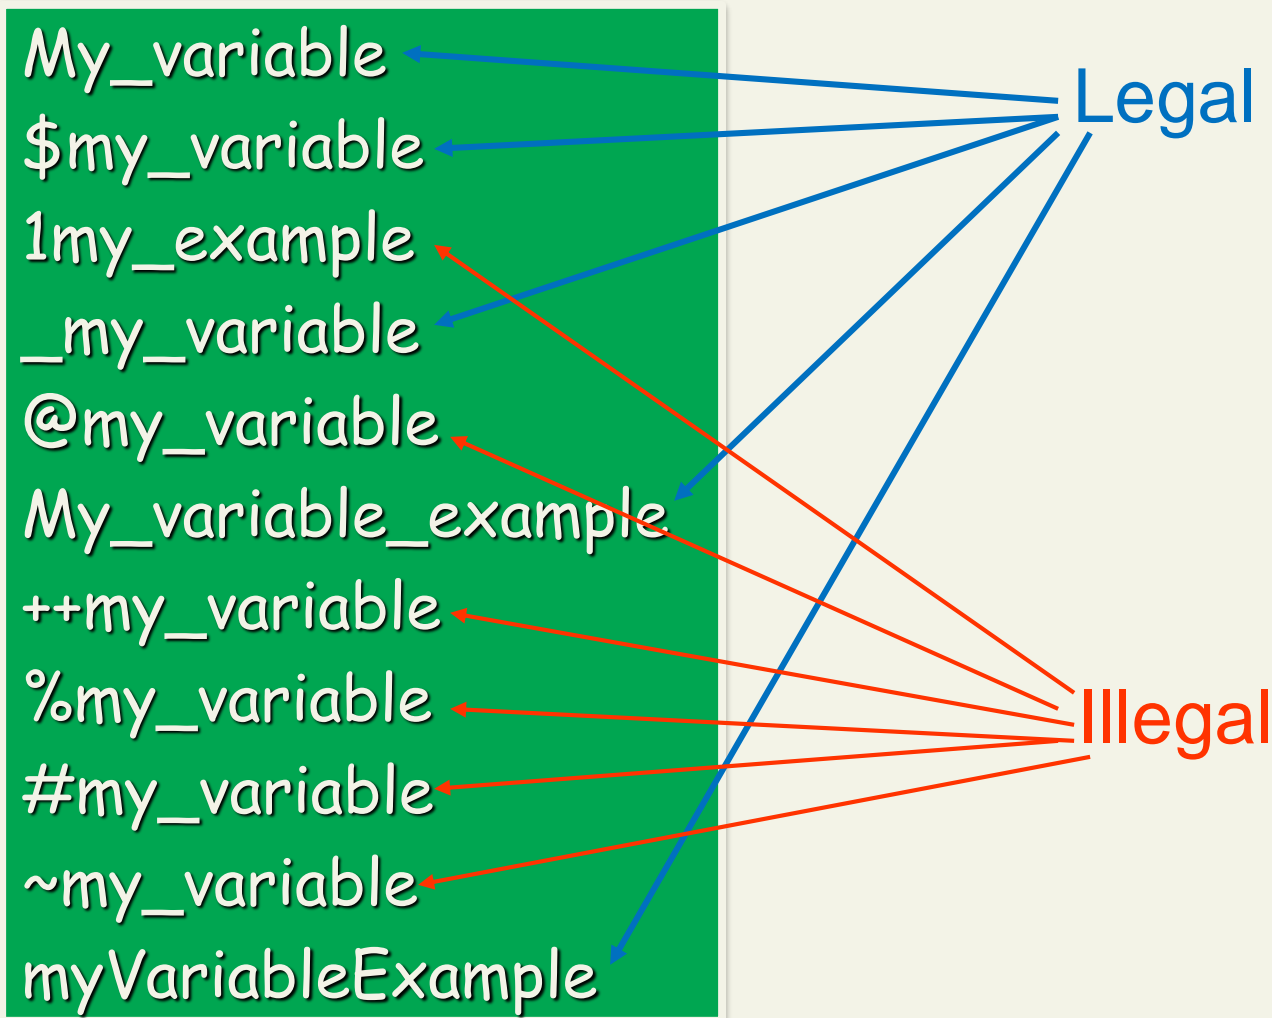 My_variable
$my_variable
1my_example
_my_variable
@my_variable
My_variable_example
++my_variable
%my_variable
#my_variable
~my_variable
myVariableExample
Legal
Illegal